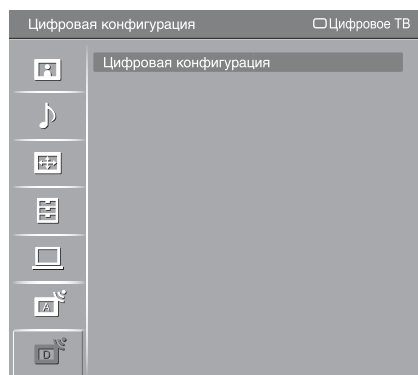 Цифровая конфигурация
Цифровое ТВ
Цифровая конфигурация
A
D